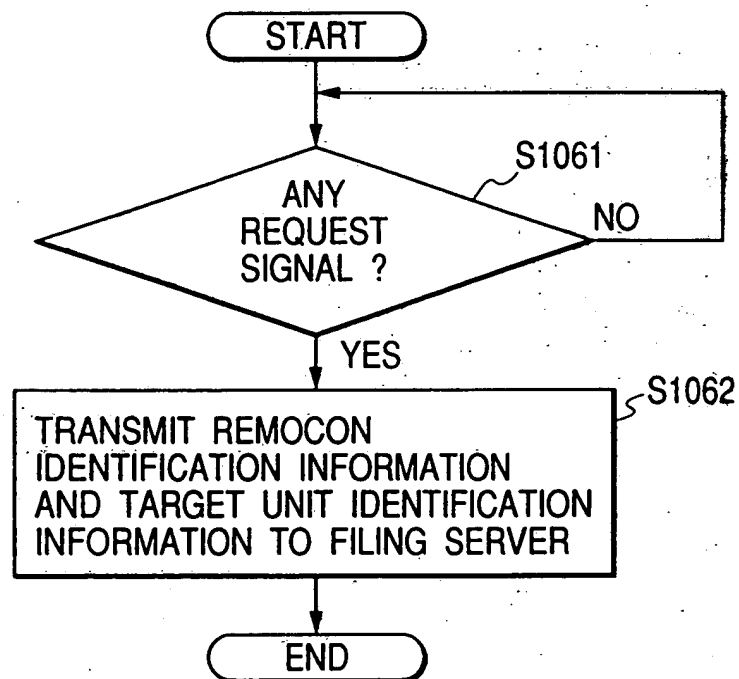 START
S1061
ANY
REQUEST
SIGNAL ?
NO
YES
S1062
TRANSMIT REMOCON
IDENTIFICATION INFORMATION
AND TARGET UNIT IDENTIFICATION
INFORMATION TO FILING SERVER
END